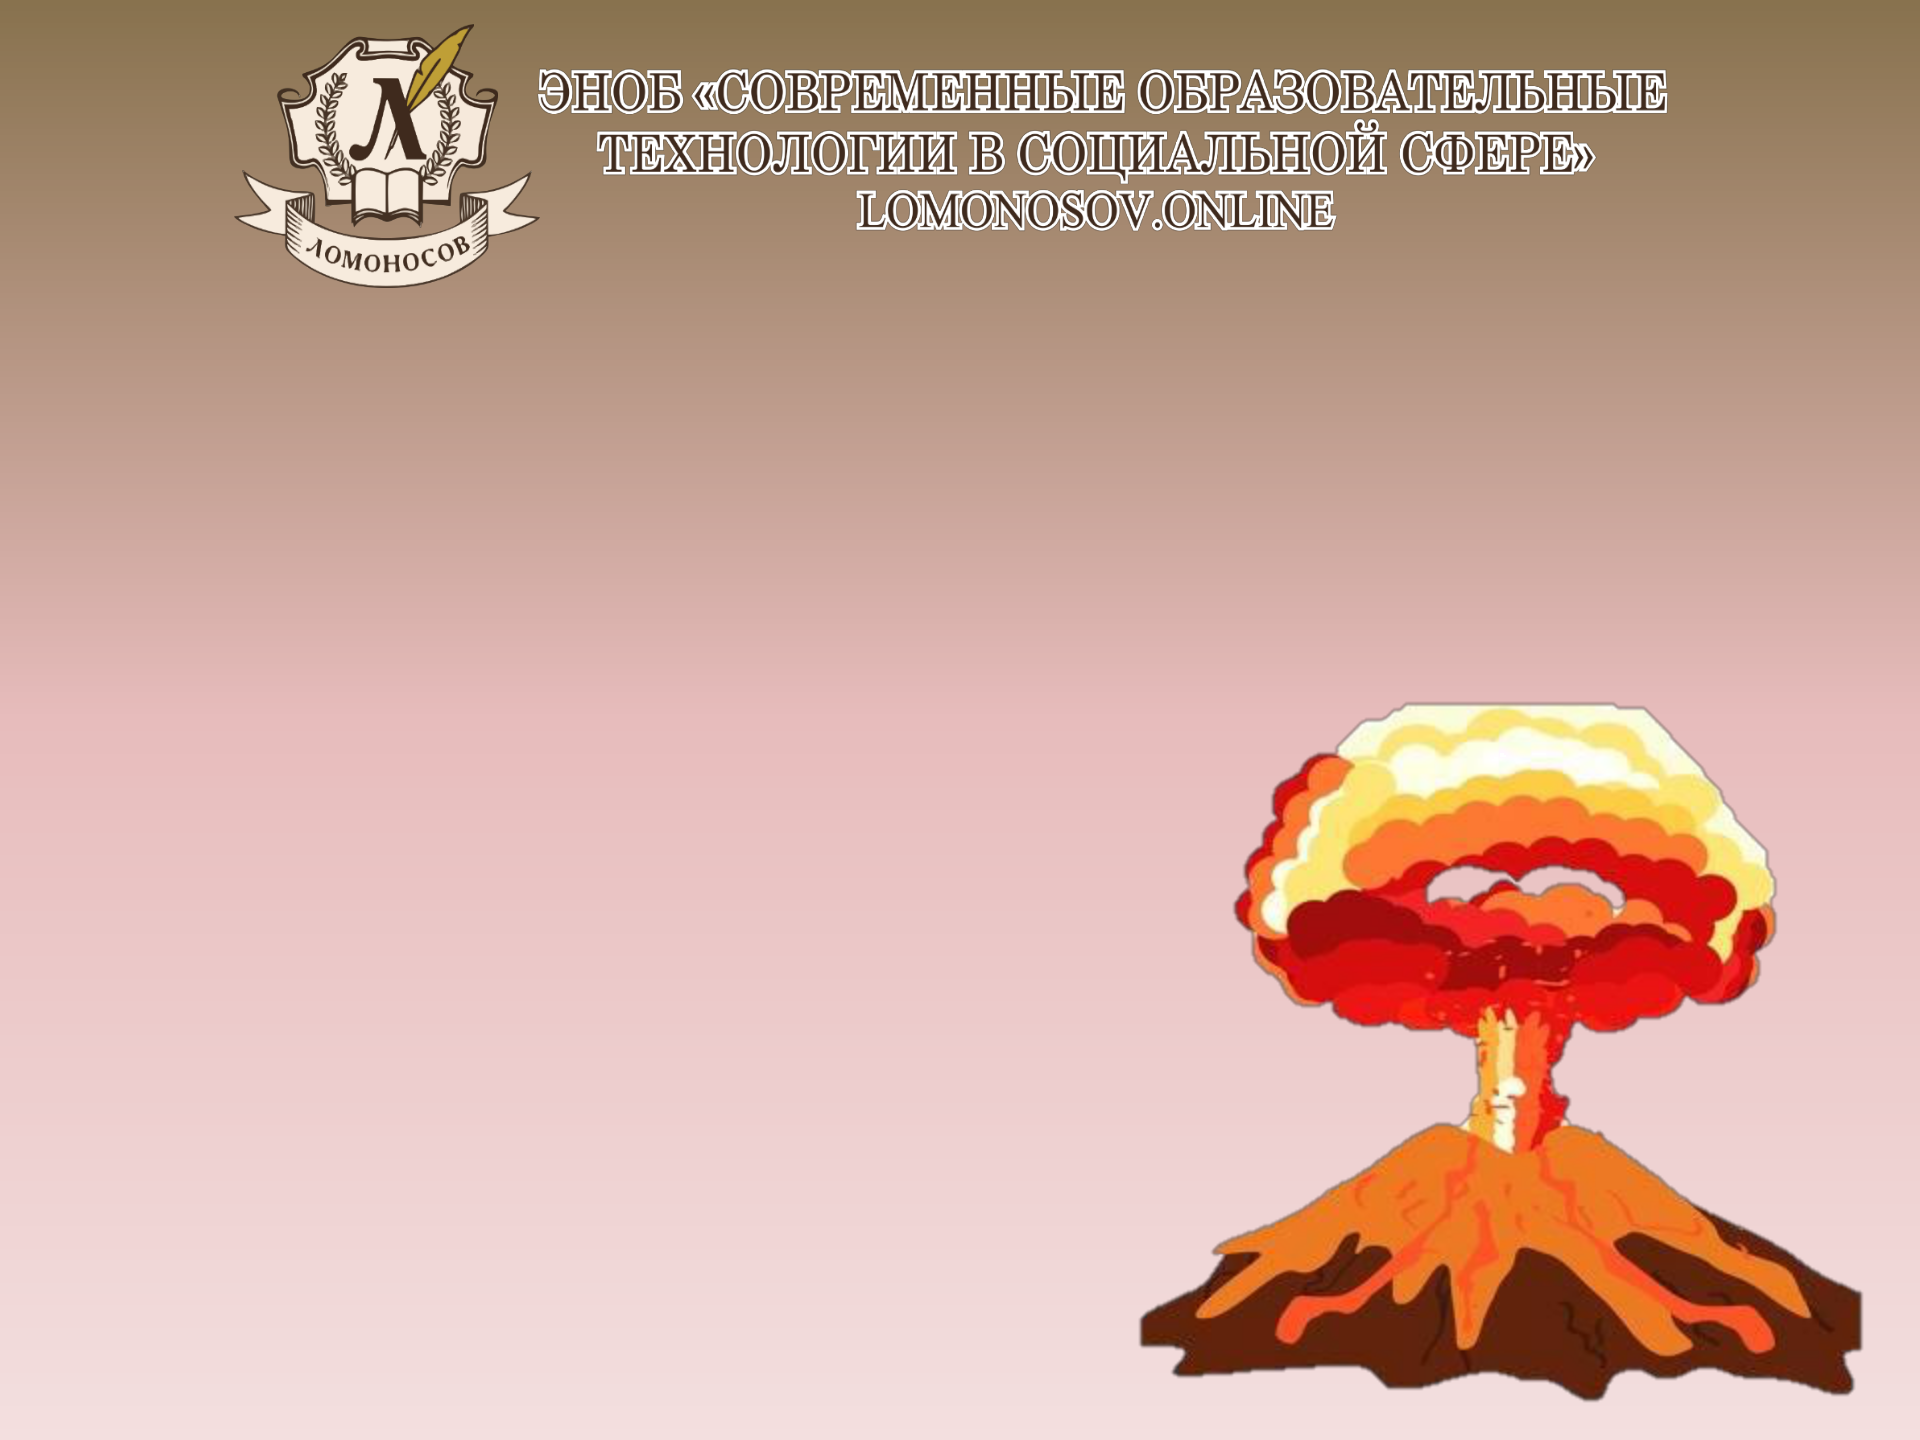 ЭНОБ «СОВРЕМЕННЫЕ ОБРАЗОВАТЕЛЬНЫЕ
ТЕХНОЛОГИИ В СОЦИАЛЬНОЙ СФЕРЕ»
LOMONOSOV.ONLINE
Л
ЛОМОНОСОВ